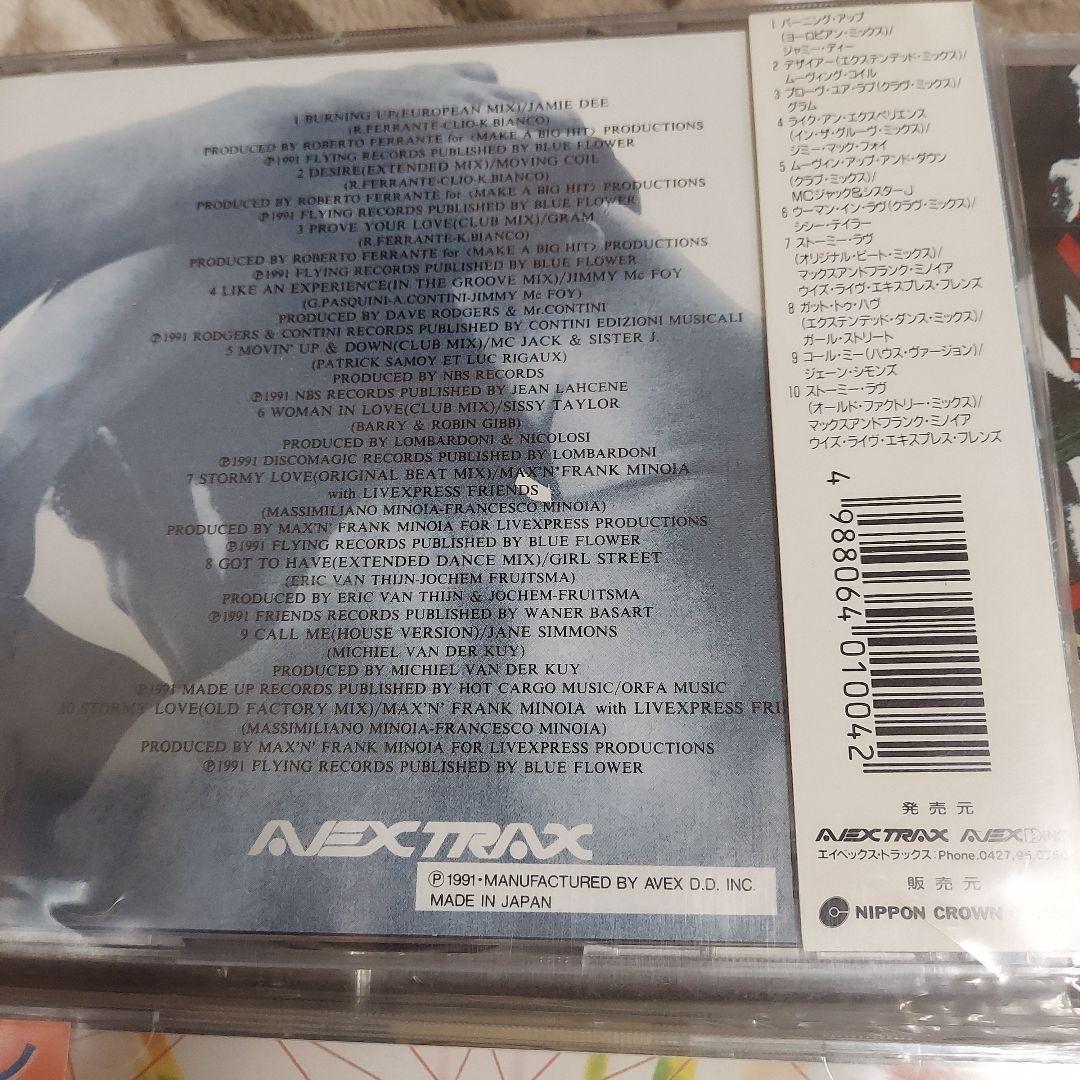 1 BURNING UP(EUROPEAN MIX)/JAMIE DEE
(R.FERRANTE-CLIO-K.BIANCO)
PRODUCED BY ROBERTO FERRANTE for <MAKE A BIG HIT> PRODUCTIONS
Ⓟ1991 FLYING RECORDS PUBLISHED BY BLUE FLOWER
2 DESIRE(EXTENDED MIX)/MOVING COIL
(R.FERRANTE-CLIO-K.BIANCO)
PRODUCED BY ROBERTO FERRANTE for <MAKE A BIG HIT> PRODUCTIONS
Ⓟ1991 FLYING RECORDS PUBLISHED BY BLUE FLOWER
3 PROVE YOUR LOVE(CLUB MIX)/GRAM
(R.FERRANTE-K.BIANCO)
PRODUCED BY ROBERTO FERRANTE for <MAKE A BIG HIT> PRODUCTIONS
Ⓟ1991 FLYING RECORDS PUBLISHED BY BLUE FLOWER
4 LIKE AN EXPERIENCE(IN THE GROOVE MIX)/JIMMY Mc FOY
(G.PASQUINI-A.CONTINI-JIMMY Mc FOY)
PRODUCED BY DAVE RODGERS & Mr.CONTINI
Ⓟ1991 RODGERS & CONTINI RECORDS PUBLISHED BY CONTINI EDIZIONI MUSICALI
5 MOVIN' UP & DOWN(CLUB MIX)/MC JACK & SISTER J.
(PATRICK SAMOY ET LUC RIGAUX)
PRODUCED BY NBS RECORDS
Ⓟ1991 NBS RECORDS PUBLISHED BY JEAN LAHCENE
6 WOMAN IN LOVE(CLUB MIX)/SISSY TAYLOR
(BARRY & ROBIN GIBB)
PRODUCED BY LOMBARDONI & NICOLOSI
Ⓟ1991 DISCOMAGIC RECORDS PUBLISHED BY LOMBARDONI
7 STORMY LOVE(ORIGINAL BEAT MIX)/MAX'N'FRANK MINOIA
with LIVEXPRESS FRIENDS
(MASSIMILIANO MINOIA-FRANCESCO MINOIA)
PRODUCED BY MAX'N' FRANK MINOIA FOR LIVEXPRESS PRODUCTIONS
Ⓟ1991 FLYING RECORDS PUBLISHED BY BLUE FLOWER
8 GOT TO HAVE(EXTENDED DANCE MIX)/GIRL STREET
(ERIC VAN THIJN-JOCHEM FRUITSMA)
PRODUCED BY ERIC VAN THIJN & JOCHEM-FRUITSMA
Ⓟ1991 FRIENDS RECORDS PUBLISHED BY WANER BASART
9 CALL ME(HOUSE VERSION)/JANE SIMMONS
(MICHIEL VAN DER KUY)
PRODUCED BY MICHIEL VAN DER KUY
Ⓟ1991 MADE UP RECORDS PUBLISHED BY HOT CARGO MUSIC/ORFA MUSIC
10 STORMY LOVE(OLD FACTORY MIX)/MAX'N' FRANK MINOIA with LIVEXPRESS FRI
(MASSIMILIANO MINOIA-FRANCESCO MINOIA)
PRODUCED BY MAX'N' FRANK MINOIA FOR LIVEXPRESS PRODUCTIONS
Ⓟ1991 FLYING RECORDS PUBLISHED BY BLUE FLOWER
AVEX TRAX
Ⓟ 1991・MANUFACTURED BY AVEX D.D. INC.
MADE IN JAPAN
1 バーニング・アップ
(ヨーロピアン・ミックス)/
ジャミー・ディー
2 デザイアー(エクステンデッド・ミックス)/
ムーヴィング・コイル
3 プローヴ・ユア・ラブ(クラヴ・ミックス)/
グラム
4 ライク・アン・エクスペリエンス
(イン・ザ・グルーヴ・ミックス)/
ジミー・マック・フォイ
5 ムーヴィン・アップ・アンド・ダウン
(クラブ・ミックス)/
MCジャック&シスターJ
6 ウーマン・イン・ラヴ(クラヴ・ミックス)/
シシー・テイラー
7 ストーミー・ラヴ
(オリジナル・ビート・ミックス)/
マックスアンドフランク・ミノイア
ウイズ・ライヴ・エキスプレス・フレンズ
8 ガット・トゥ・ハヴ
(エクステンデッド・ダンス・ミックス)/
ガール・ストリート
9 コール・ミー(ハウス・ヴァージョン)/
ジェーン・シモンズ
10 ストーミー・ラヴ
(オールド・ファクトリー・ミックス)/
マックスアンドフランク・ミノイア
ウイズ・ライヴ・エキスプレス・フレンズ
4 988064 010042
発売元
AVEX TRAX AVEX D.D. INC.
エイベックス・トラックス:Phone.0427.95.
販売元
NIPPON CROWN